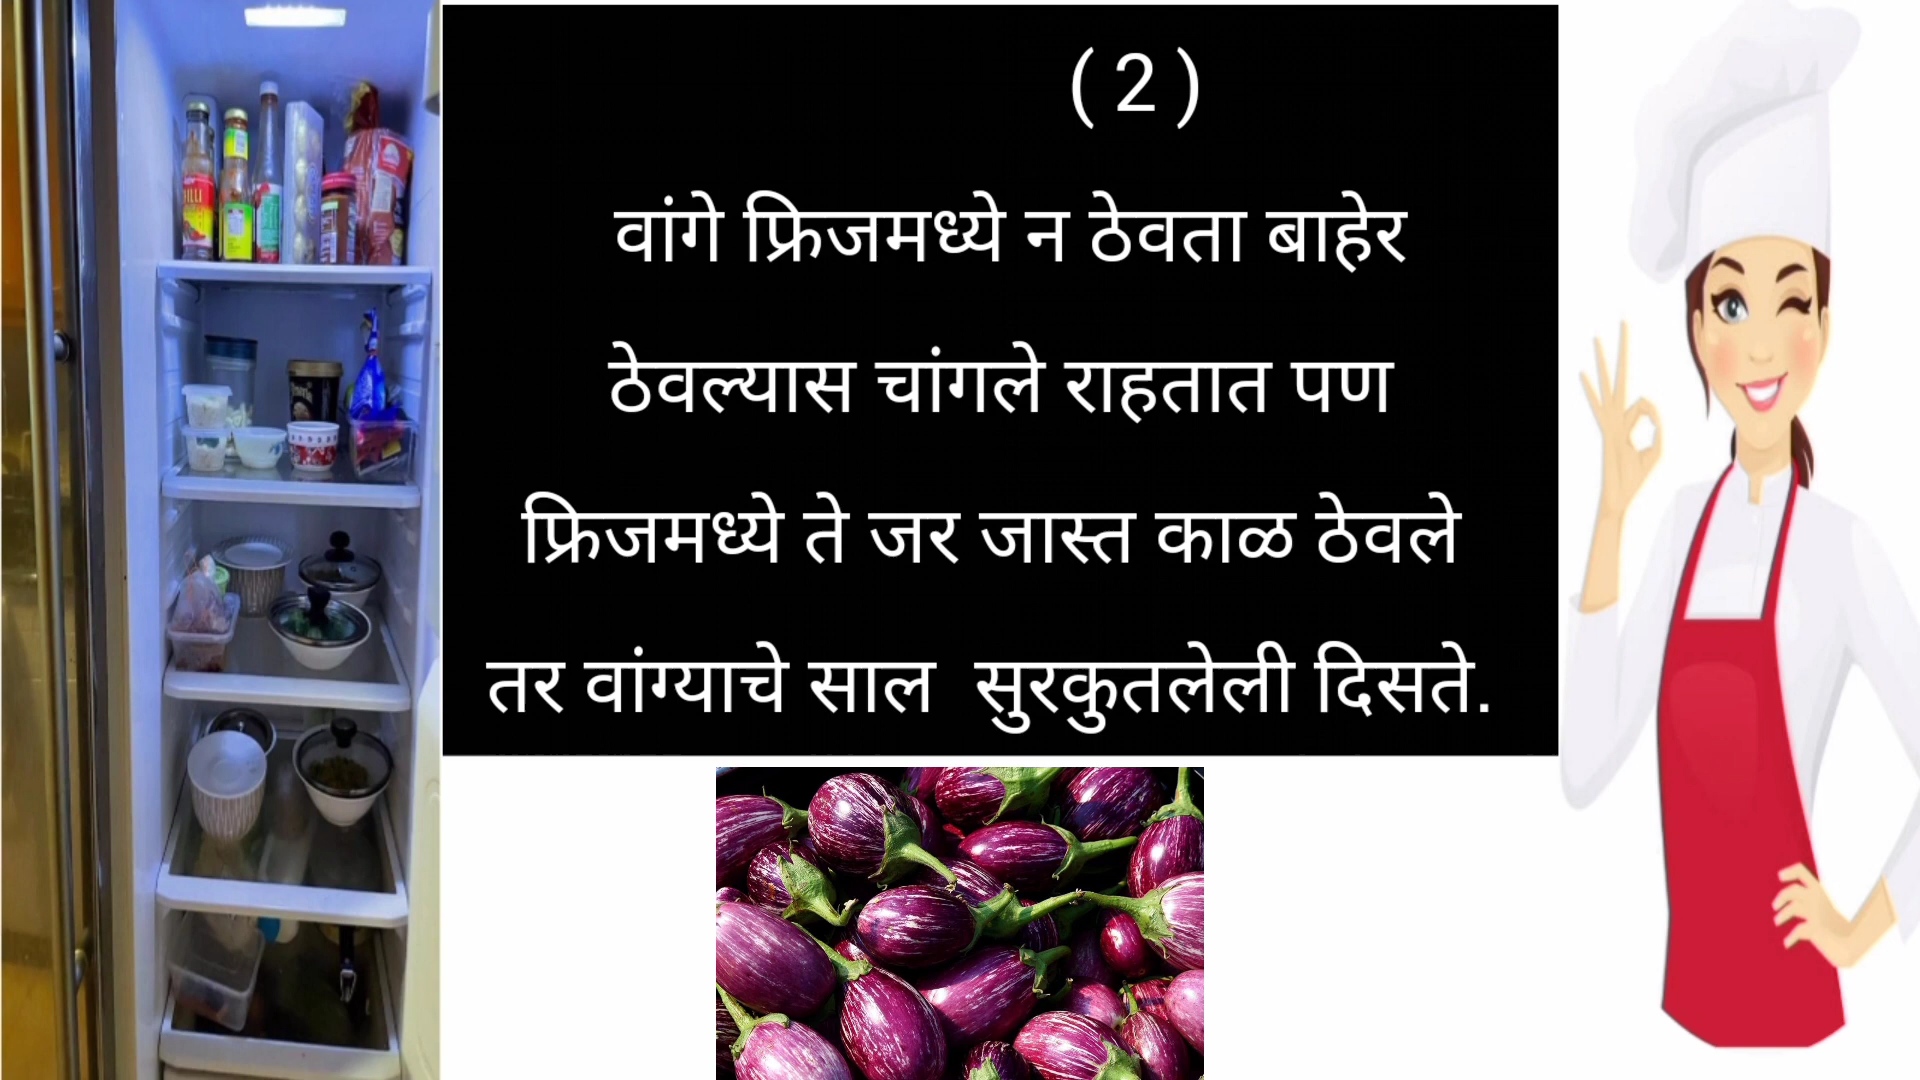 ( 2 )
वांगे फ्रिजमध्ये न ठेवता बाहेर
ठेवल्यास चांगले राहतात पण
फ्रिजमध्ये ते जर जास्त काळ ठेवले
तर वांग्याचे साल सुरकुतलेली दिसते.